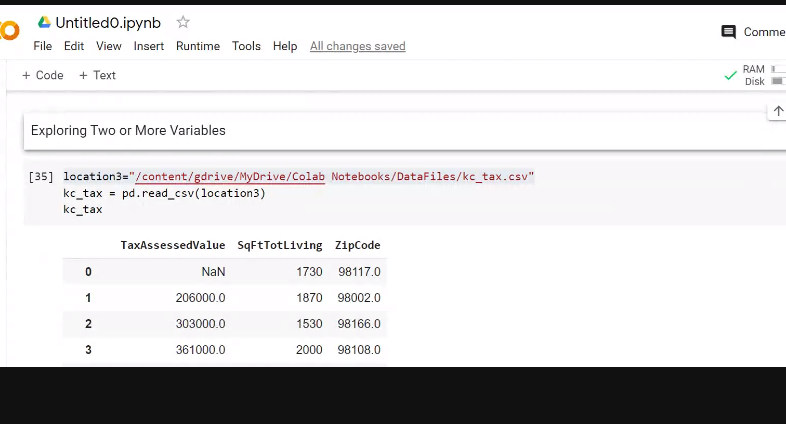 Untitled0.ipynb
File Edit View Insert Runtime Tools Help All changes saved
Comme
+ Code + Text
RAM
Disk
Exploring Two or More Variables
[35] location3="/content/gdrive/MyDrive/Colab Notebooks/DataFiles/kc_tax.csv"
kc_tax = pd.read_csv(location3)
kc_tax
TaxAssessedValue SqFtTotLiving ZipCode
0 NaN 1730 98117.0
1 206000.0 1870 98002.0
2 303000.0 1530 98166.0
3 361000.0 2000 98108.0